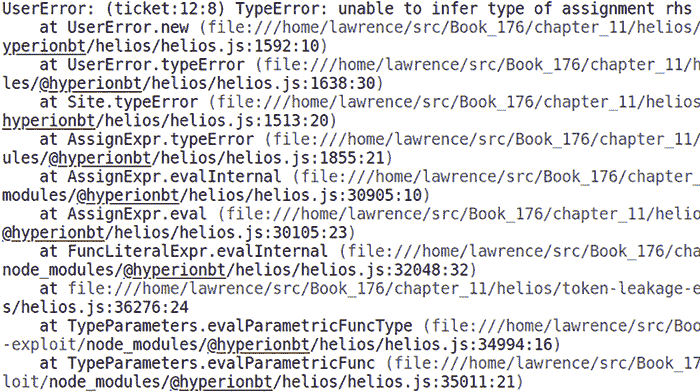 UserError: (ticket:12:8) TypeError: unable to infer type of assignment rhs
at UserError.new (file:///home/lawrence/src/Book_176/chapter_11/helios/
yperionbt/helios/helios.js:1592:10)
at UserError.typeError (file:///home/lawrence/src/Book_176/chapter_11/h
les/@hyperionbt/helios/helios.js:1638:30)
at Site.typeError (file:///home/lawrence/src/Book_176/chapter_11/helios
hyperionbt/helios/helios.js:1513:20)
at AssignExpr.typeError (file:///home/lawrence/src/Book_176/chapter_11/
ules/@hyperionbt/helios/helios.js:1855:21)
at AssignExpr.evalInternal (file:///home/lawrence/src/Book_176/chapter_
modules/@hyperionbt/helios/helios.js:30905:10)
at AssignExpr.eval (file:///home/lawrence/src/Book_176/chapter_11/helio
@hyperionbt/helios/helios.js:30105:23)
at FuncLiteralExpr.evalInternal (file:///home/lawrence/src/Book_176/cha
node_modules/@hyperionbt/helios/helios.js:32048:32)
at file:///home/lawrence/src/Book_176/chapter_11/helios/token-leakage-e
s/helios.js:36276:24
at TypeParameters.evalParametricFuncType (file:///home/lawrence/src/Boo
-exploit/node_modules/@hyperionbt/helios/helios.js:34994:16)
at TypeParameters.evalParametricFunc (file:///home/lawrence/src/Book_17
loit/node_modules/@hyperionbt/helios/helios.js:35011:21)